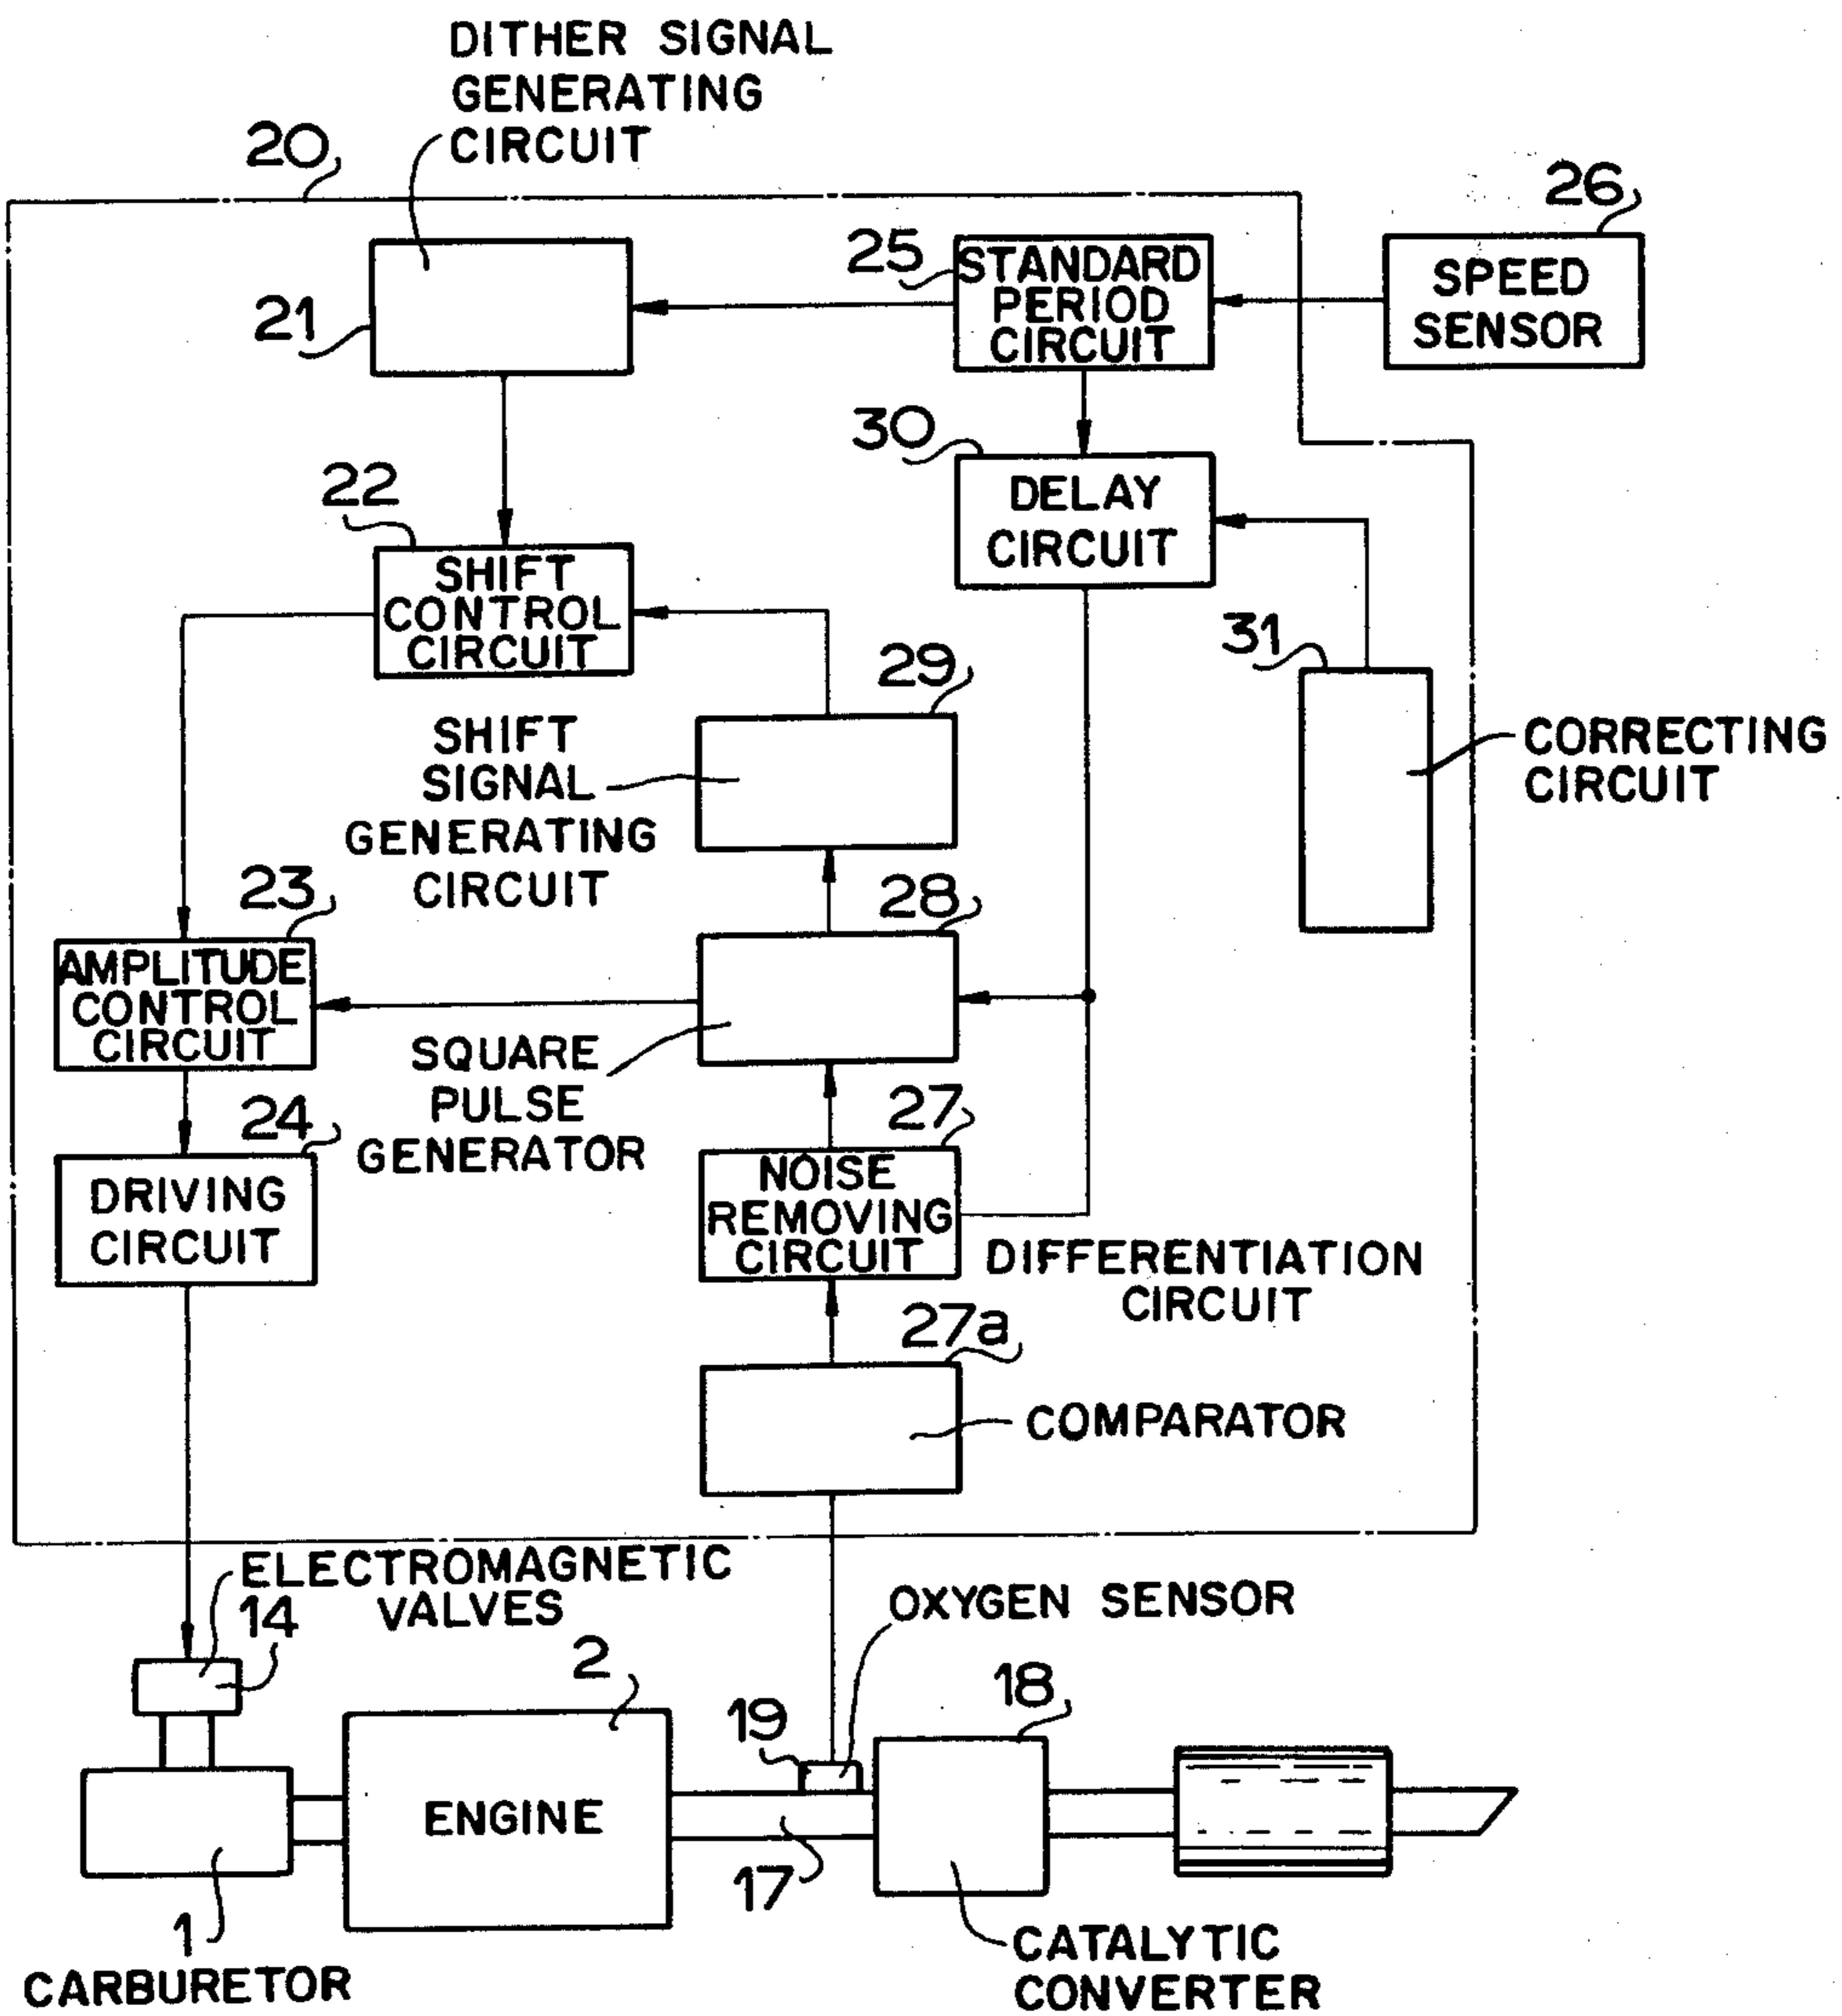 DITHER SIGNAL
GENERATING
CIRCUIT
20
26
25
STANDARD
PERIOD
CIRCUIT
SPEED
SENSOR
21
30
DELAY
CIRCUIT
22
SHIFT
CONTROL
CIRCUIT
31
29
SHIFT
SIGNAL
GENERATING
CIRCUIT
CORRECTING
CIRCUIT
23
28
AMPLITUDE
CONTROL
CIRCUIT
SQUARE
PULSE
GENERATOR
24
27
DRIVING
CIRCUIT
NOISE
REMOVING
CIRCUIT
DIFFERENTIATION
CIRCUIT
27a
COMPARATOR
ELECTROMAGNETIC
VALVES
14
OXYGEN SENSOR
2
19
18
ENGINE
17
1
CARBURETOR
CATALYTIC
CONVERTER